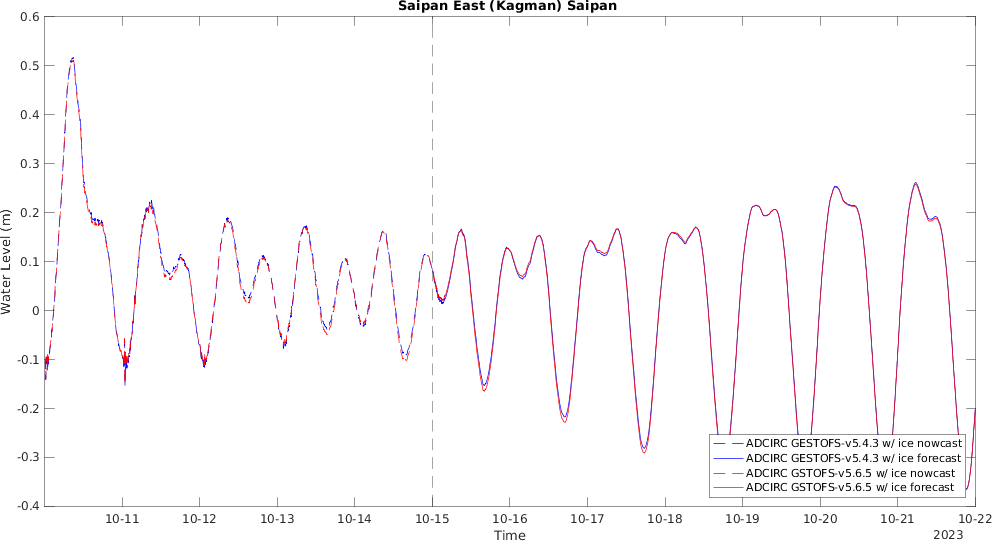 Saipan East (Kagman) Saipan
0.6
0.5
0.4
0.3
0.2
0.1
0
-0.1
-0.2
-0.3
-0.4
Water Level (m)
ADCIRC GESTOFS-v5.4.3 w/ ice nowcast
ADCIRC GESTOFS-v5.4.3 w/ ice forecast
ADCIRC GSTOFS-v5.6.5 w/ ice nowcast
ADCIRC GSTOFS-v5.6.5 w/ ice forecast
10-11 10-12 10-13 10-14 10-15 10-16 10-17 10-18 10-19 10-20 10-21 10-22
Time
2023